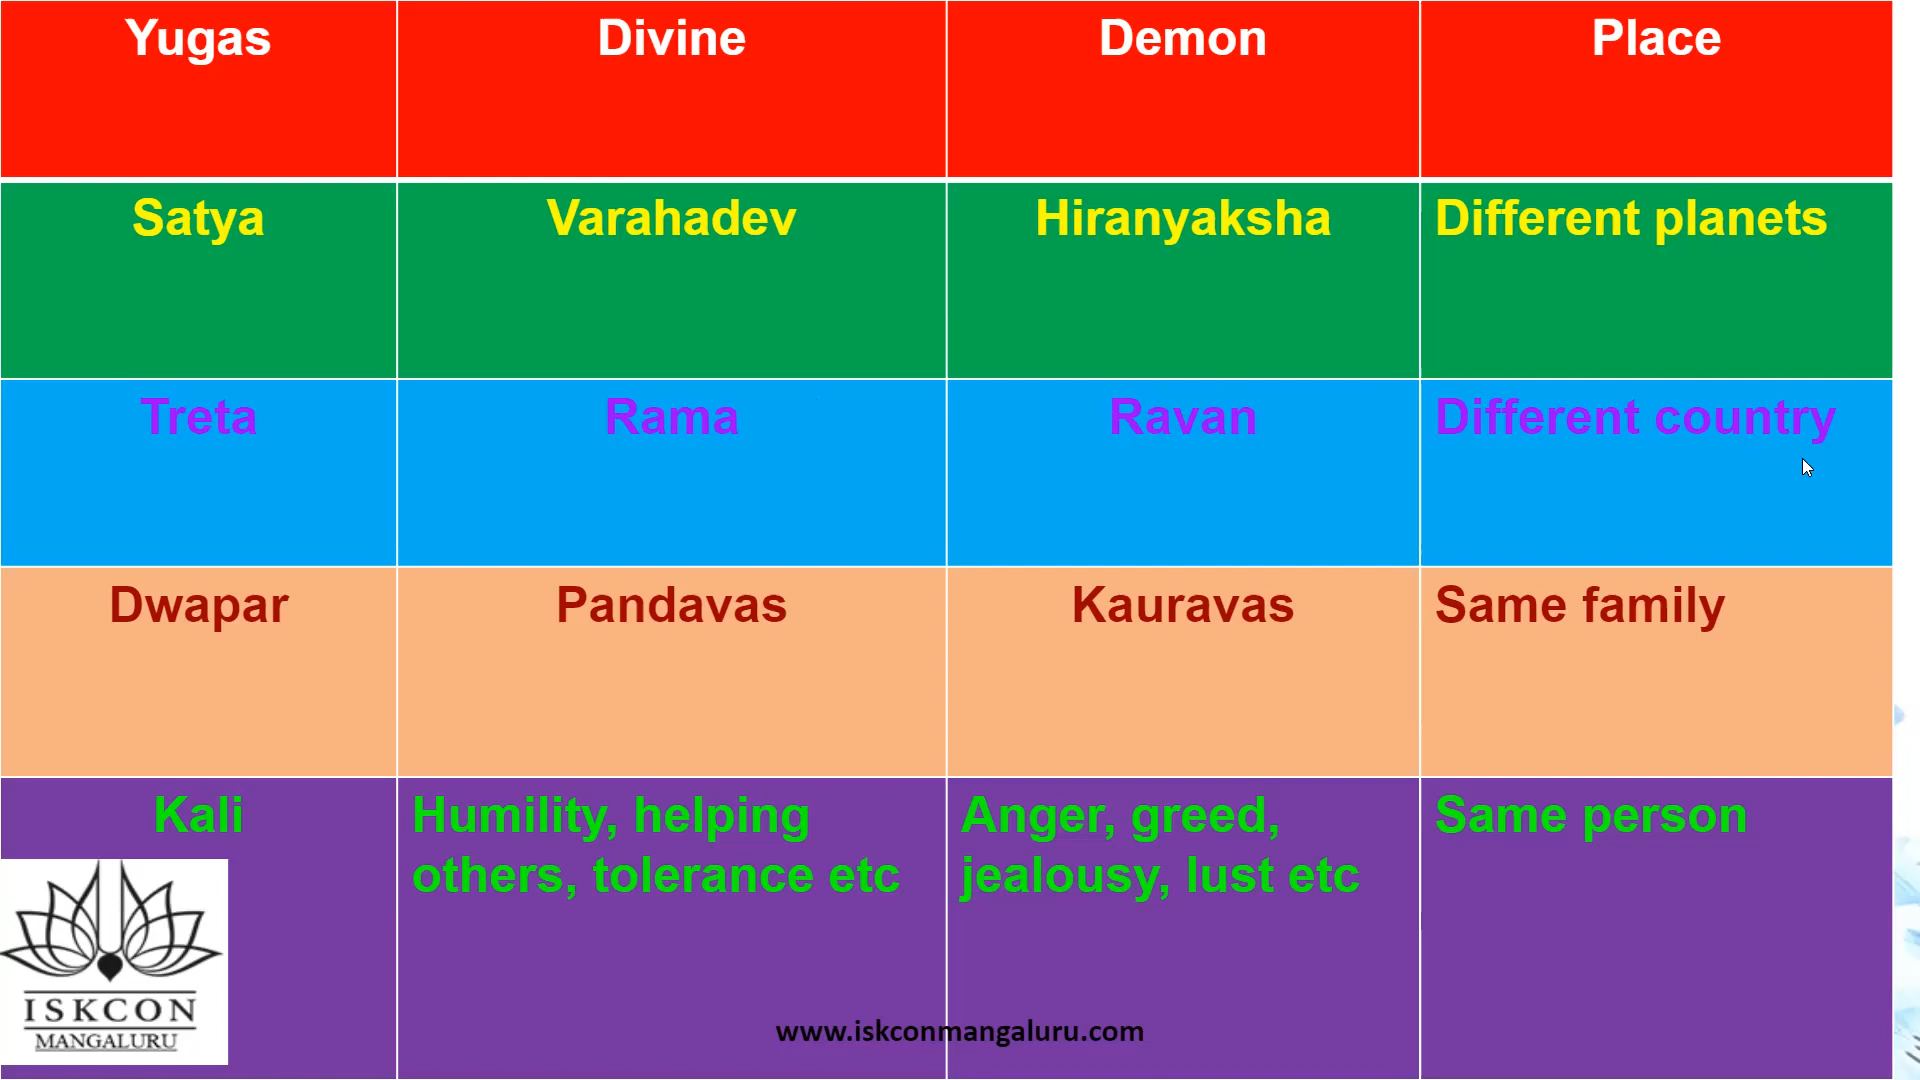 Yugas Divine Demon Place
Satya Varahadev Hiranyaksha Different planets
Treta Rama Ravan Different country
Dwapar Pandavas Kauravas Same family
Kali Humility, helping Anger, greed, Same person
others, tolerance etc jealousy, lust etc
ISKCON
MANGALURU
www.iskconmangaluru.com